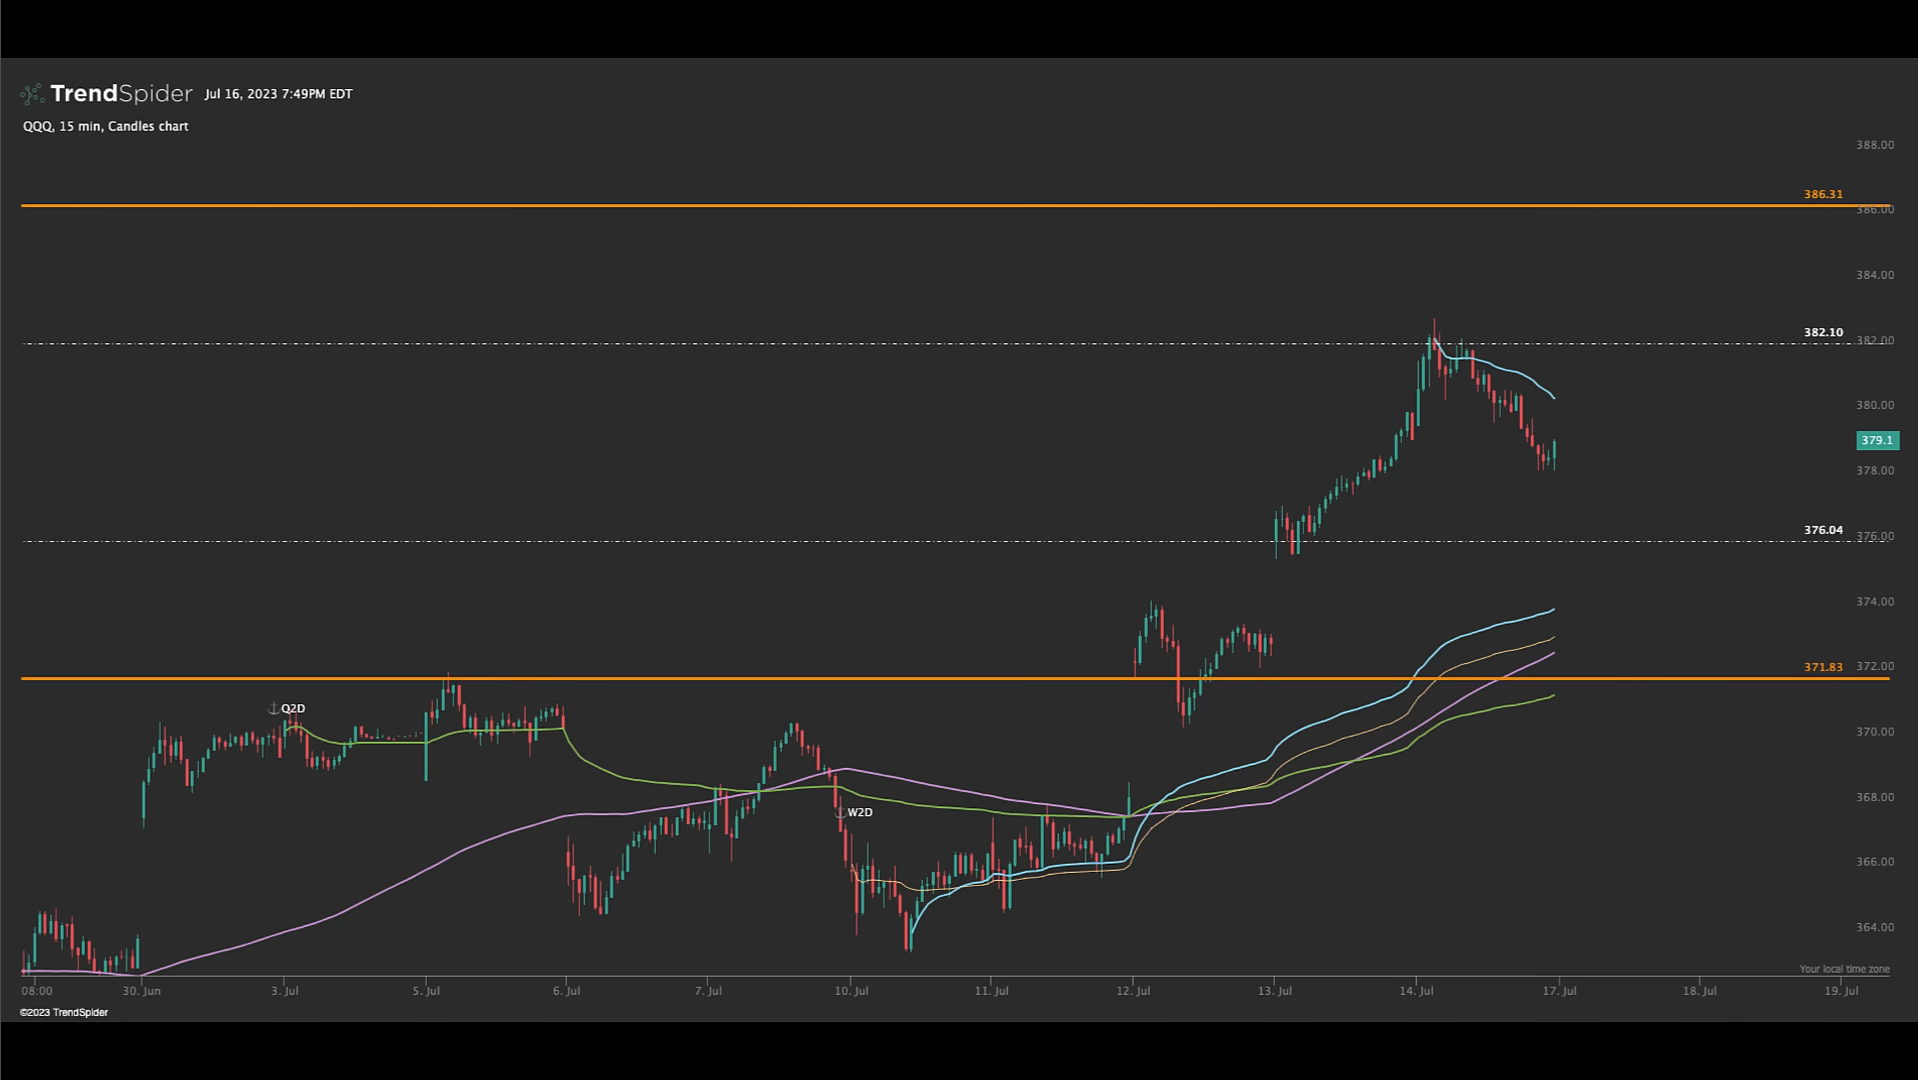 TrendSpider Jul 16, 2023 7:49PM EDT
QQQ, 15 min, Candles chart
388.00
386.31
386.00
384.00
382.10
382.00
380.00
379.1
378.00
376.04
376.00
374.00
372.00
371.83
Q2D
370.00
368.00
W2D
366.00
364.00
Your local time zone
08:00 30. Jun 3. Jul 5. Jul 6. Jul 7. Jul 10. Jul 11. Jul 12. Jul 13. Jul 14. Jul 17. Jul 18. Jul 19. Jul
©2023 TrendSpider